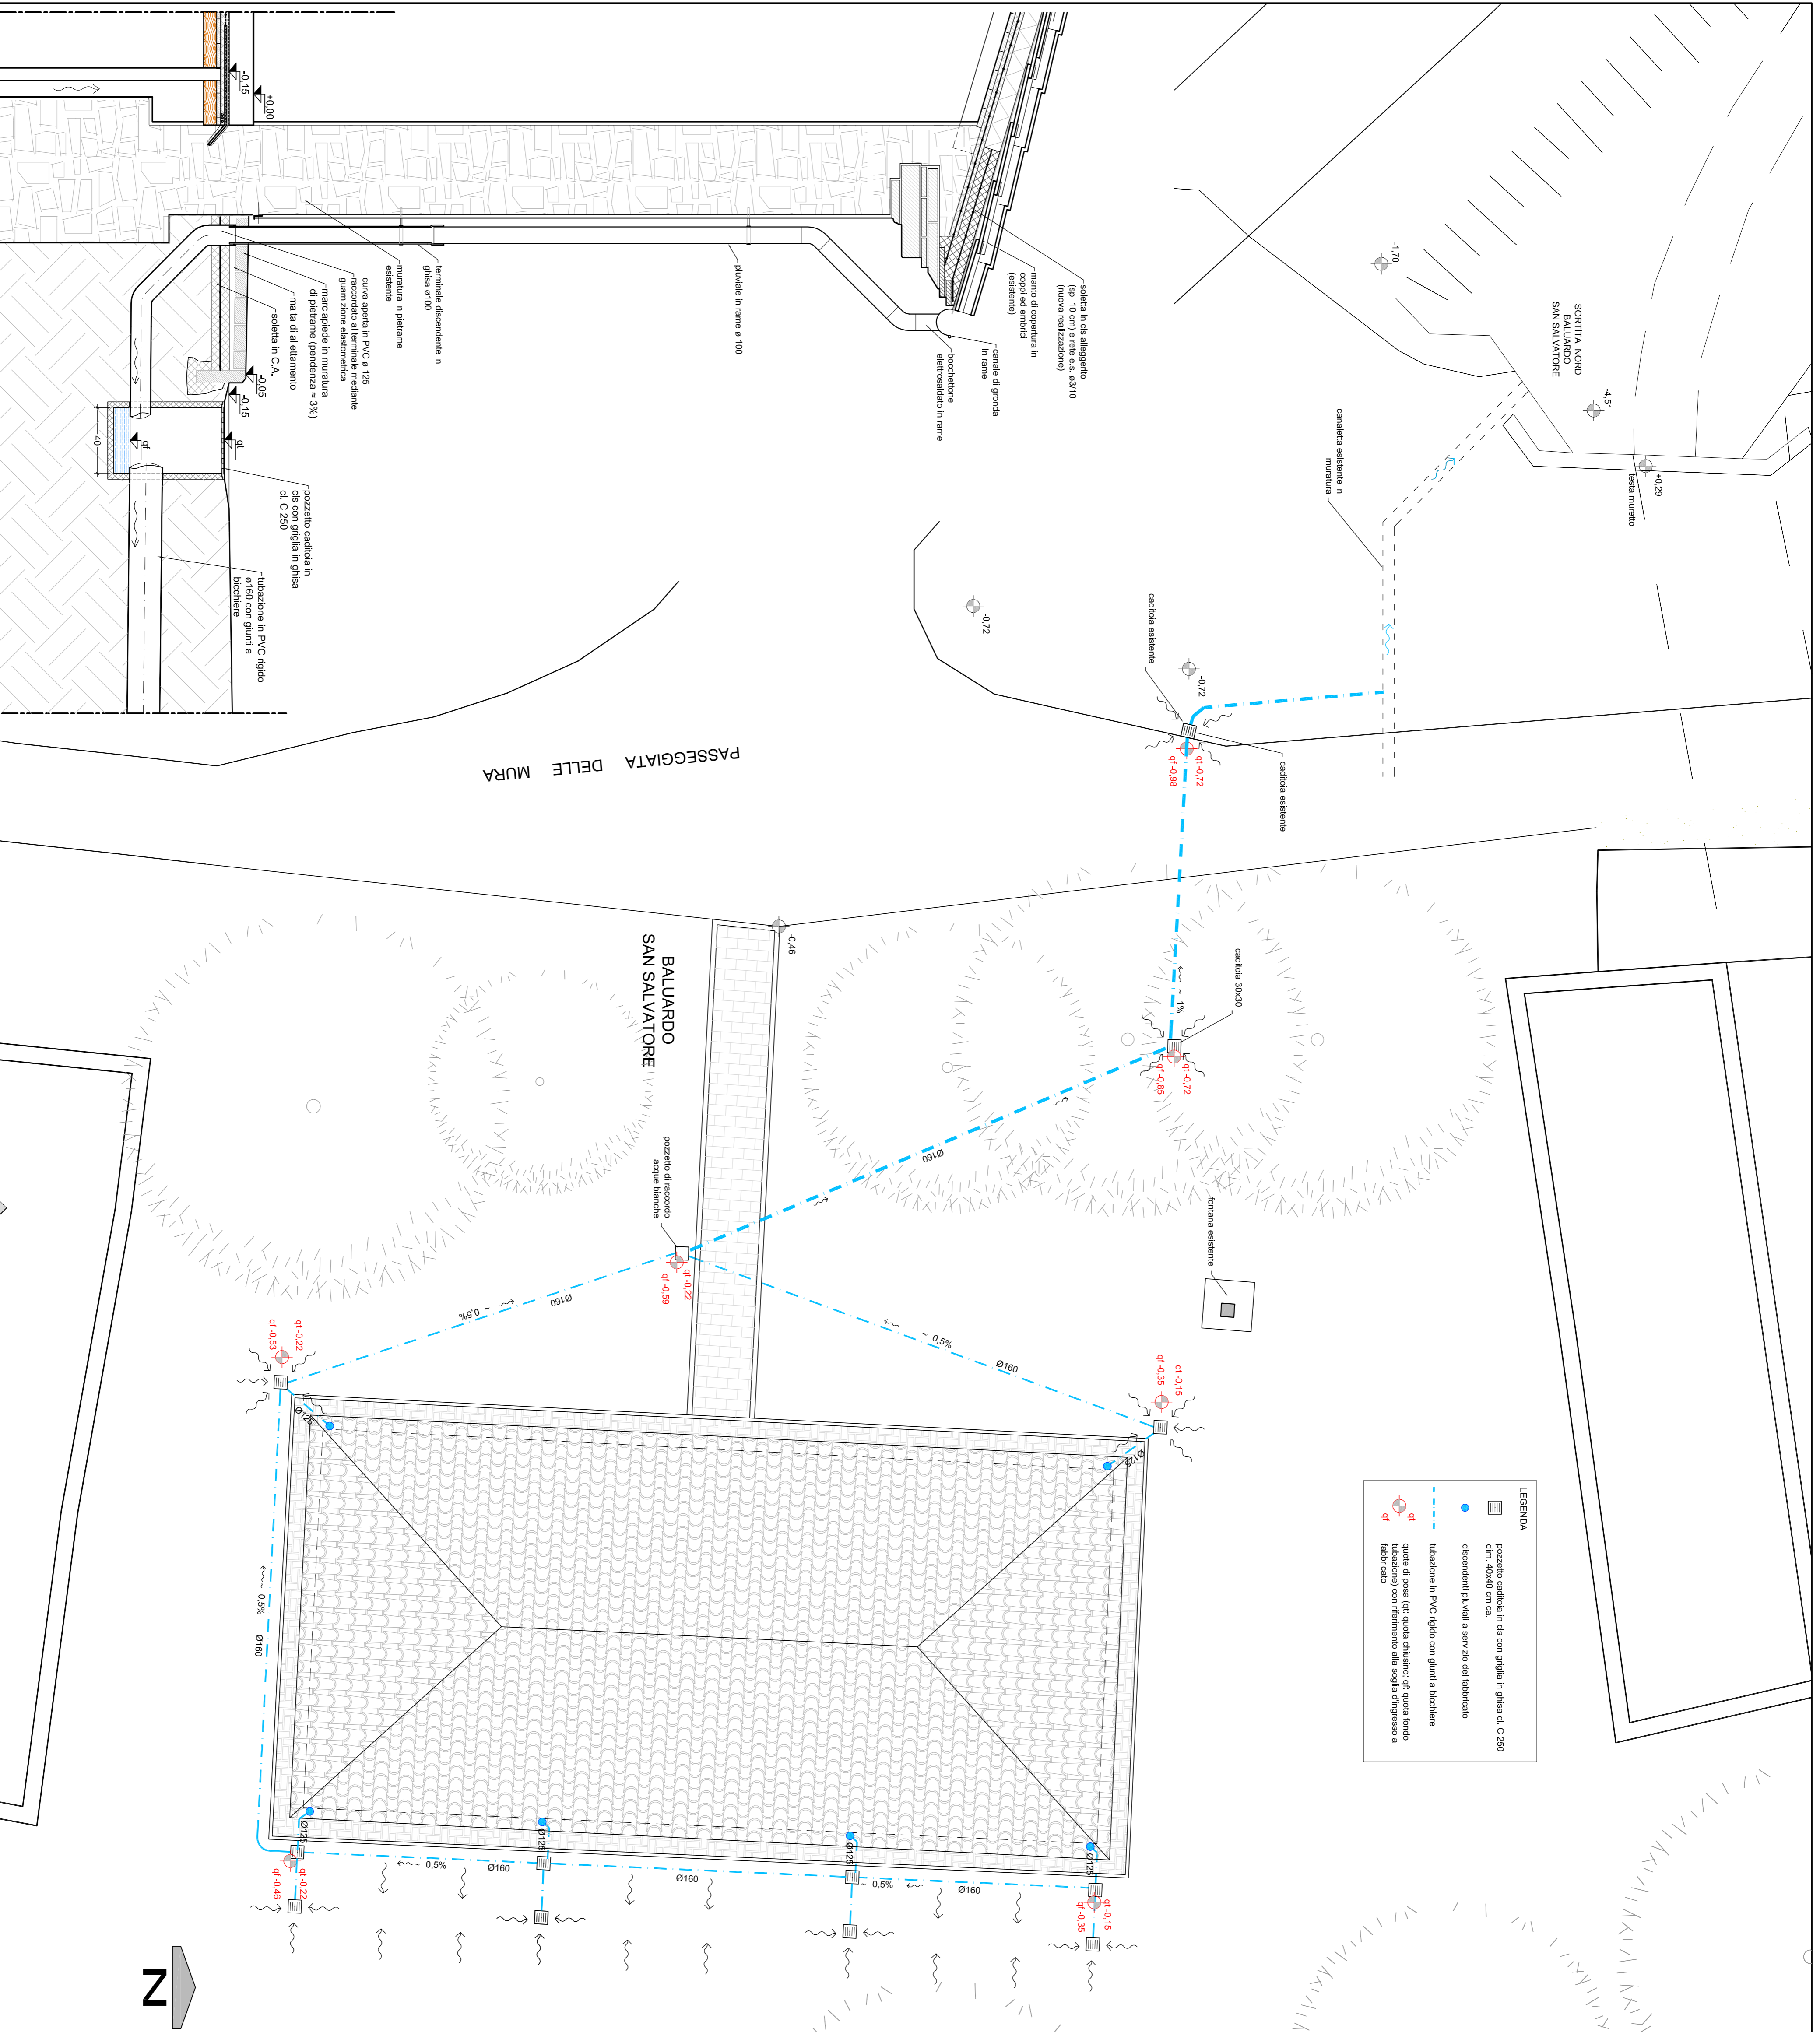 -0,15
+0,00
soletta in cls alleggerito
(sp. 10 cm) e rete e.s. ø3/10
(nuova realizzazione)
manto di copertura in
coppi ed embrici
(esistente)
canale di gronda
in rame
bocchettone
elettrosaldato in rame
pluviale in rame ø 100
terminale discendente in
ghisa ø100
muratura in pietrame
esistente
curva aperta in PVC ø 125
raccordato al terminale mediante
guarnizione elastometrica
marciapiede in muratura
di pietrame (pendenza ≈ 3%)
malta di allettamento
soletta in C.A.
-0,05
-0,15
qt
qf
40
pozzetto caditoia in
cls con griglia in ghisa
cl. C 250
tubazione in PVC rigido
ø160 con giunti a
bicchiere
-1,70
SORTITA NORD
BALUARDO
SAN SALVATORE
-4,51
+0,29
testa muretto
canaletta esistente in
muratura
-0,72
caditoia esistente
-0,72
qt -0,72
qf -0,98
caditoia esistente
PASSEGGIATA DELLE MURA
-0,46
BALUARDO
SAN SALVATORE
caditoia 30x30
~ 1%
qt -0,72
qf -0,85
Ø160
pozzetto di raccordo
acque bianche
qt -0,22
qf -0,59
fontana esistente
Ø160
~ 0,5%
~ 0,5%
Ø160
qt -0,22
qf -0,53
qt -0,15
qf -0,35
Ø125
Ø125
~ 0,5%
Ø160
Ø125
Ø125
Ø125
Ø125
~ 0,5%
Ø160
Ø160
~ 0,5%
Ø160
qt -0,22
qf -0,46
qt -0,15
qf -0,35
LEGENDA
pozzetto caditoia in cls con griglia in ghisa cl. C 250
dim. 40x40 cm ca.
discendenti pluviali a servizio del fabbricato
tubazione in PVC rigido con giunti a bicchiere
qt
qf
quote di posa (qt: quota chiusino; qf: quota fondo
tubazione) con riferimento alla soglia d'ingresso al
fabbricato
N